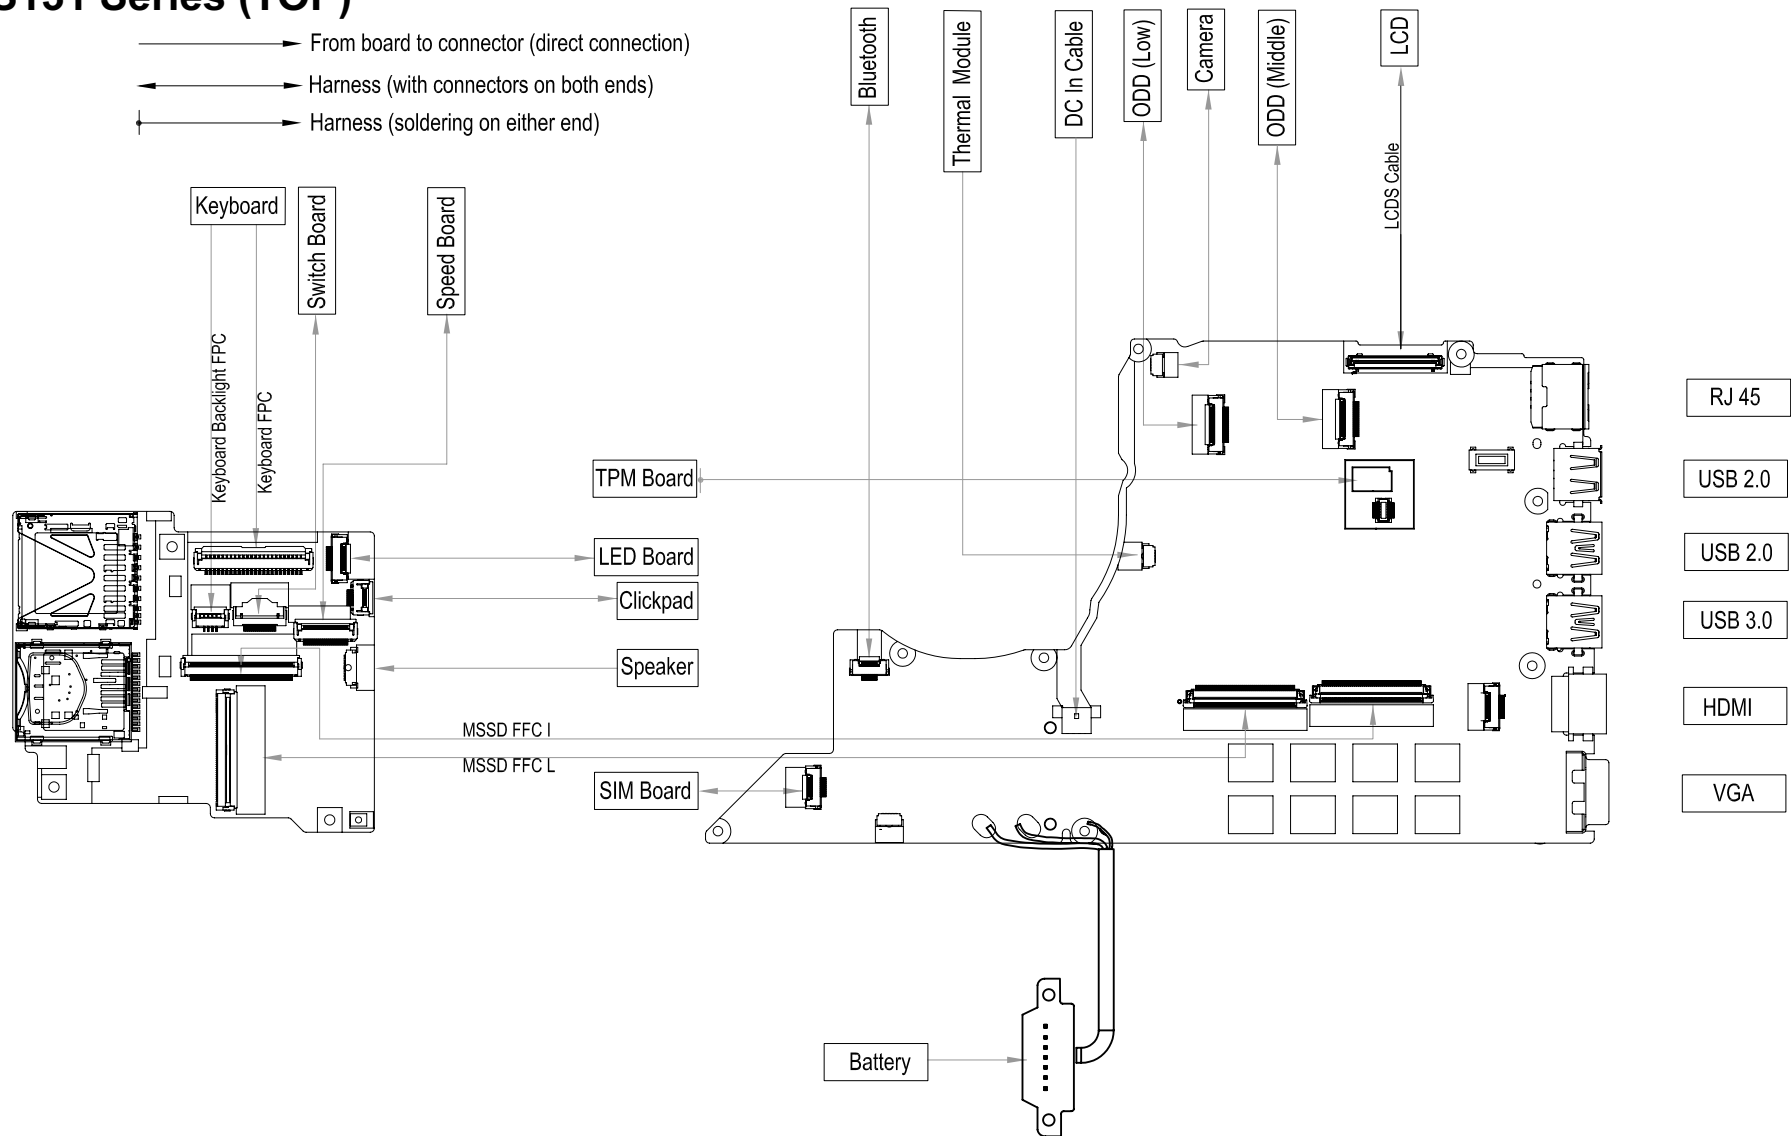 Series (TOP)
From board to connector (direct connection)
Harness (with connectors on both ends)
Harness (soldering on either end)
Bluetooth
Thermal Module
DC In Cable
ODD (Low)
Camera
ODD (Middle)
LCD
LCDS Cable
Keyboard
Switch Board
Speed Board
Keyboard Backlight FPC
Keyboard FPC
TPM Board
LED Board
Clickpad
Speaker
MSSD FFC I
MSSD FFC L
SIM Board
RJ 45
USB 2.0
USB 2.0
USB 3.0
HDMI
VGA
Battery